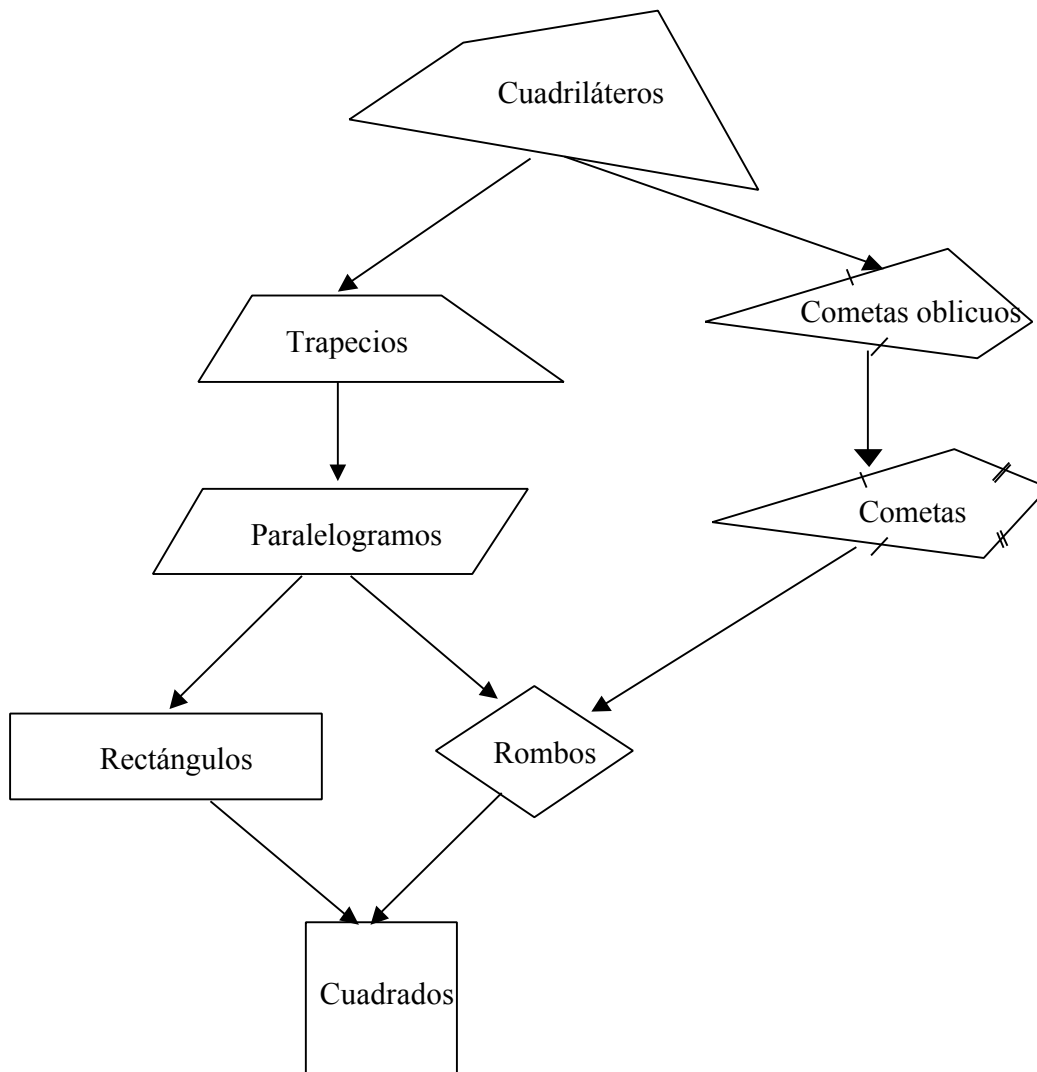 Cuadriláteros
Cometas oblicuos
Trapecios
Cometas
Paralelogramos
Rectángulos
Rombos
Cuadrados